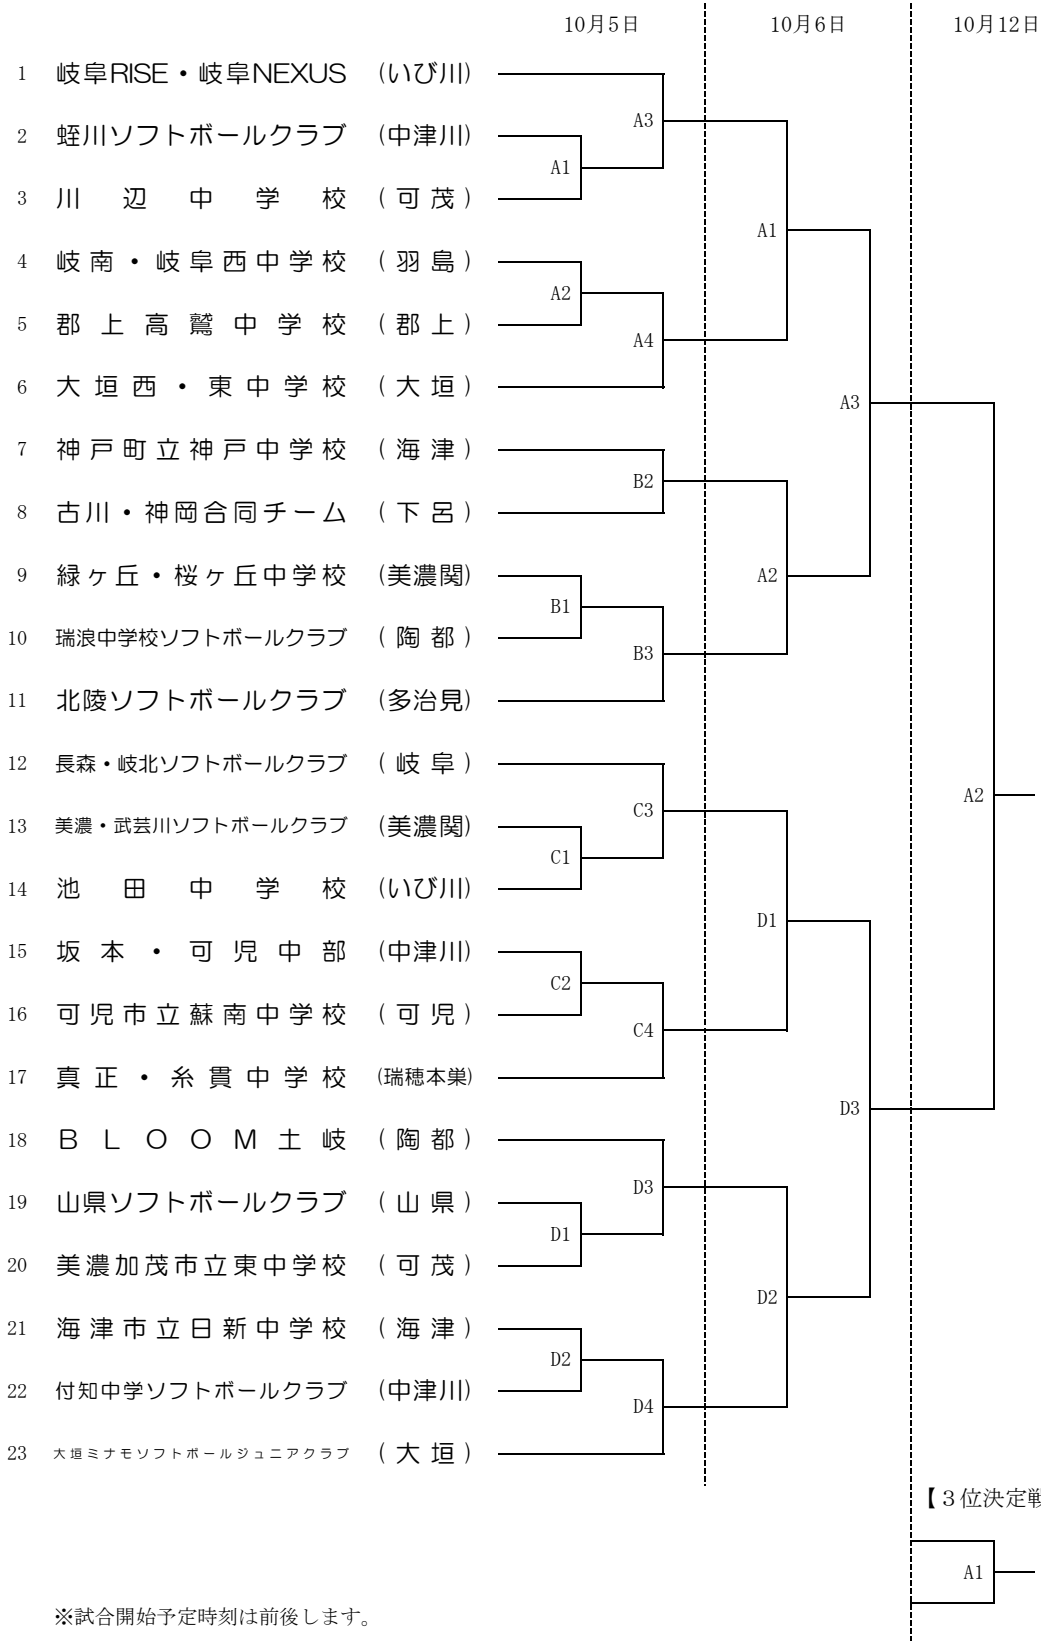 10月5日 10月6日 10月12日
1 岐阜RISE・岐阜NEXUS (いび川)
A3
2 蛭川ソフトボールクラブ (中津川)
A1
3 川辺中学校 (可茂)
A1
4 岐南・岐阜西中学校 (羽島)
A2
5 郡上高鷲中学校 (郡上)
A4
6 大垣西・東中学校 (大垣)
A3
7 神戸町立神戸中学校 (海津)
B2
8 古川・神岡合同チーム (下呂)
9 緑ヶ丘・桜ヶ丘中学校 (美濃関)
A2
B1
10 瑞浪中学校ソフトボールクラブ (陶都)
B3
11 北陵ソフトボールクラブ (多治見)
12 長森・岐北ソフトボールクラブ (岐阜)
A2
C3
13 美濃・武芸川ソフトボールクラブ (美濃関)
C1
14 池田中学校 (いび川)
D1
15 坂本・可児中部 (中津川)
C2
16 可児市立蘇南中学校 (可児)
C4
17 真正・糸貫中学校 (瑞穂本巣)
D3
18 BLOOM土岐 (陶都)
D3
19 山県ソフトボールクラブ (山県)
D1
20 美濃加茂市立東中学校 (可茂)
D2
21 海津市立日新中学校 (海津)
D2
22 付知中学ソフトボールクラブ (中津川)
D4
23 大垣ミナモソフトボールジュニアクラブ (大垣)
【3位決定戦
A1
※試合開始予定時刻は前後します。